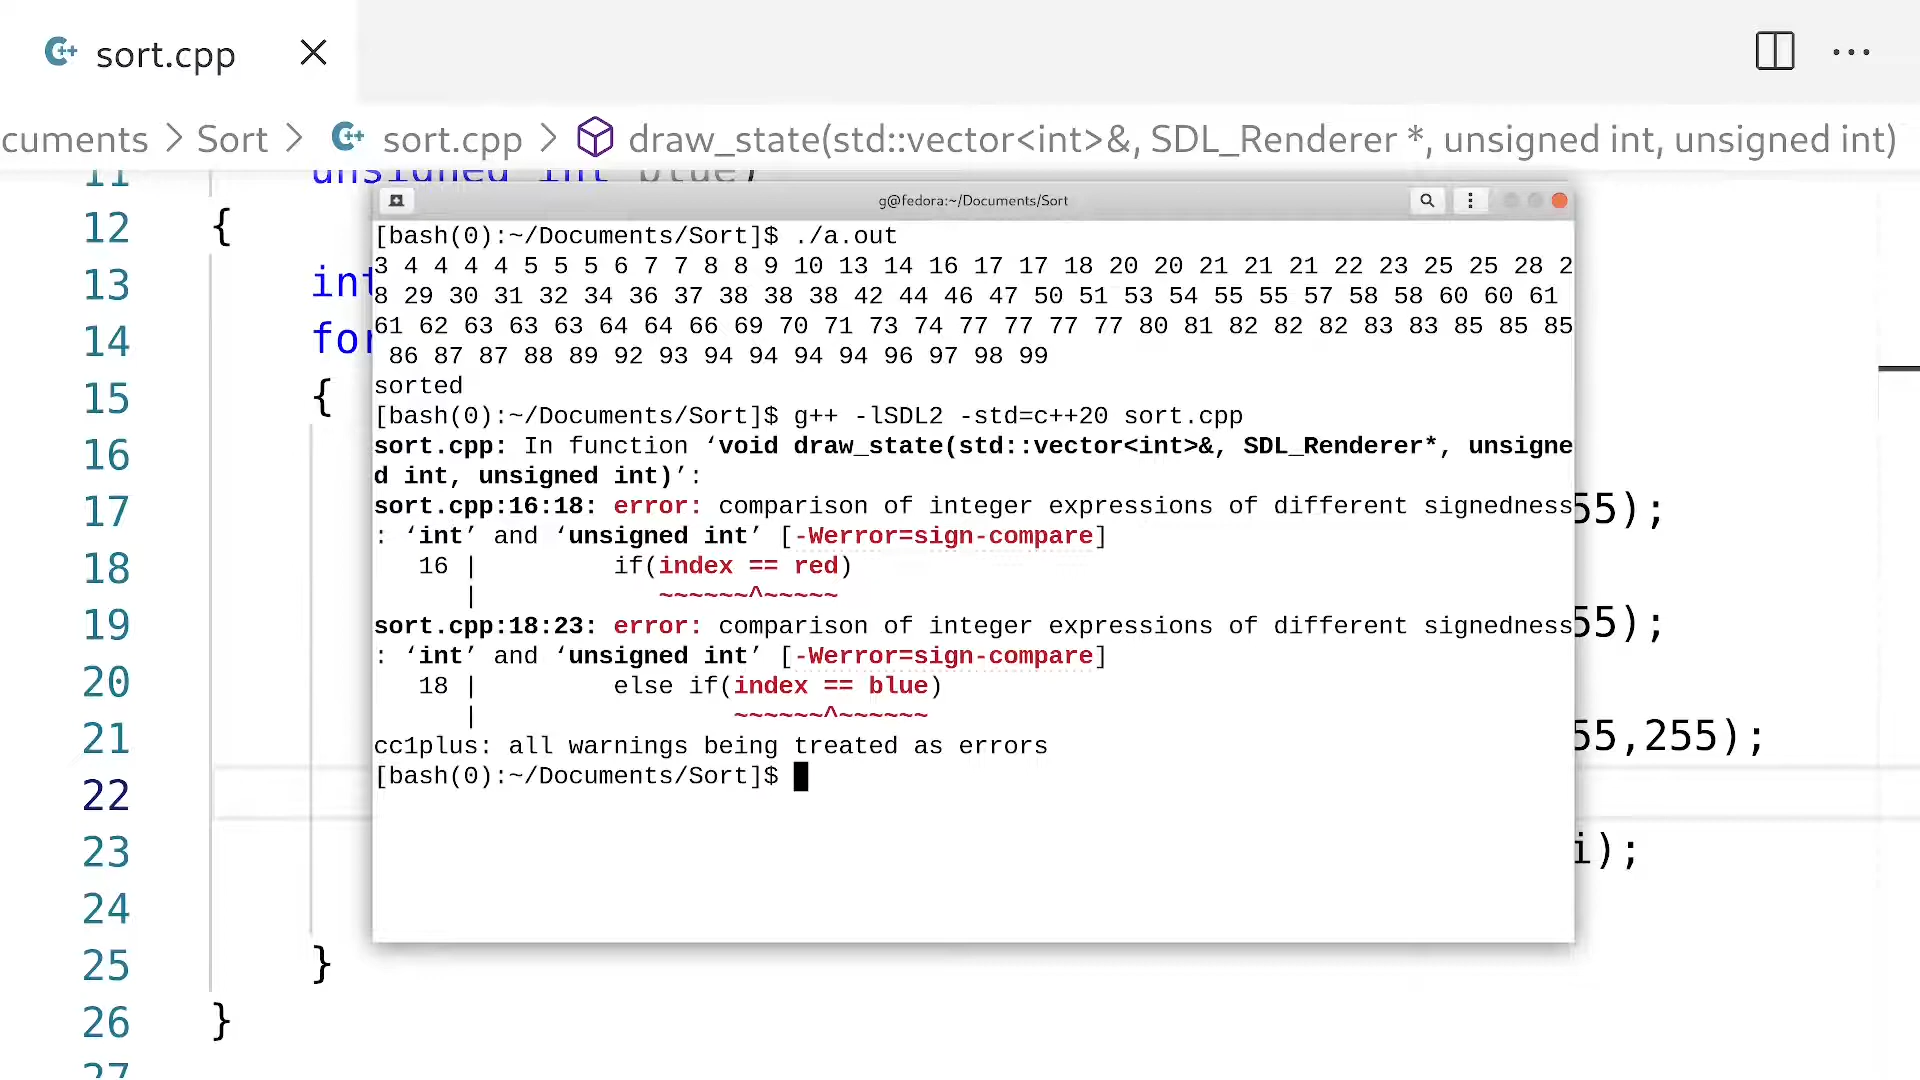 sort.cpp
cuments > Sort > sort.cpp > draw_state(std::vector<int>&, SDL_Renderer *, unsigned int, unsigned int)
11 unsigned int blue)
g@fedora:~/Documents/Sort
12 {
13 int
14 for
15 {
16
17 55);
18
19 55);
20
21 55,255);
22
23 i);
24
25 }
26 }
27
[bash(0):~/Documents/Sort]$ ./a.out
3 4 4 4 4 5 5 5 6 7 7 8 8 9 10 13 14 16 17 17 18 20 20 21 21 21 22 23 25 25 28 2
8 29 30 31 32 34 36 37 38 38 38 42 44 46 47 50 51 53 54 55 55 57 58 58 60 60 61
61 62 63 63 63 64 64 66 69 70 71 73 74 77 77 77 77 80 81 82 82 82 83 83 85 85 85
86 87 87 88 89 92 93 94 94 94 94 96 97 98 99
sorted
[bash(0):~/Documents/Sort]$ g++ -lSDL2 -std=c++20 sort.cpp
sort.cpp: In function ‘void draw_state(std::vector<int>&, SDL_Renderer*, unsigne
d int, unsigned int)’:
sort.cpp:16:18: error: comparison of integer expressions of different signedness
: ‘int’ and ‘unsigned int’ [-Werror=sign-compare]
16 | if(index == red)
| ~~~~~~^~~~~~
sort.cpp:18:23: error: comparison of integer expressions of different signedness
: ‘int’ and ‘unsigned int’ [-Werror=sign-compare]
18 | else if(index == blue)
| ~~~~~~^~~~~~~
cc1plus: all warnings being treated as errors
[bash(0):~/Documents/Sort]$